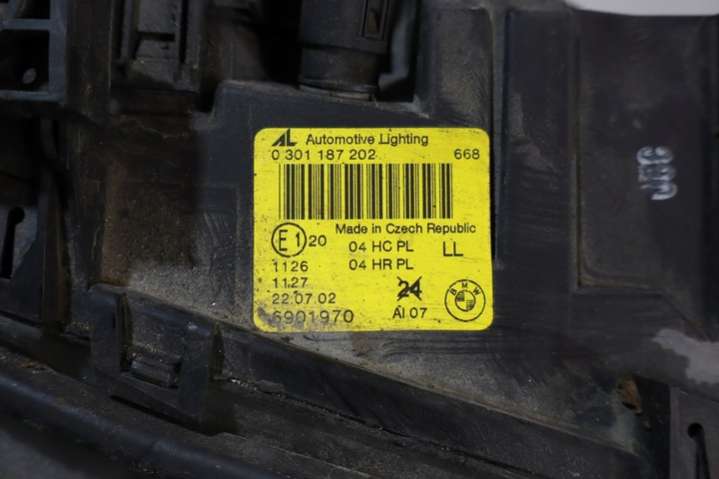 AL Automotive Lighting
0 301 187 202 668
Made in Czech Republic
E1 20 04 HC PL LL
1126 04 HR PL
1127
22.07.02 24
6901970 AI 07
BMW